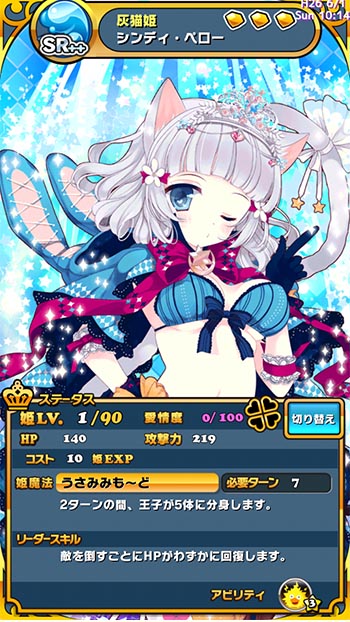 H26 6/1
Sun 10:14
SR++
灰猫姫
シンディ・ペロー
ステータス
姫LV. 1/90 愛情度 0/100
切り替え
HP 140 攻撃力 219
コスト 10 姫EXP
姫魔法 うさみみも～ど 必要ターン 7
2ターンの間、王子が5体に分身します。
リーダースキル
敵を倒すごとにHPがわずかに回復します。
アビリティ
13